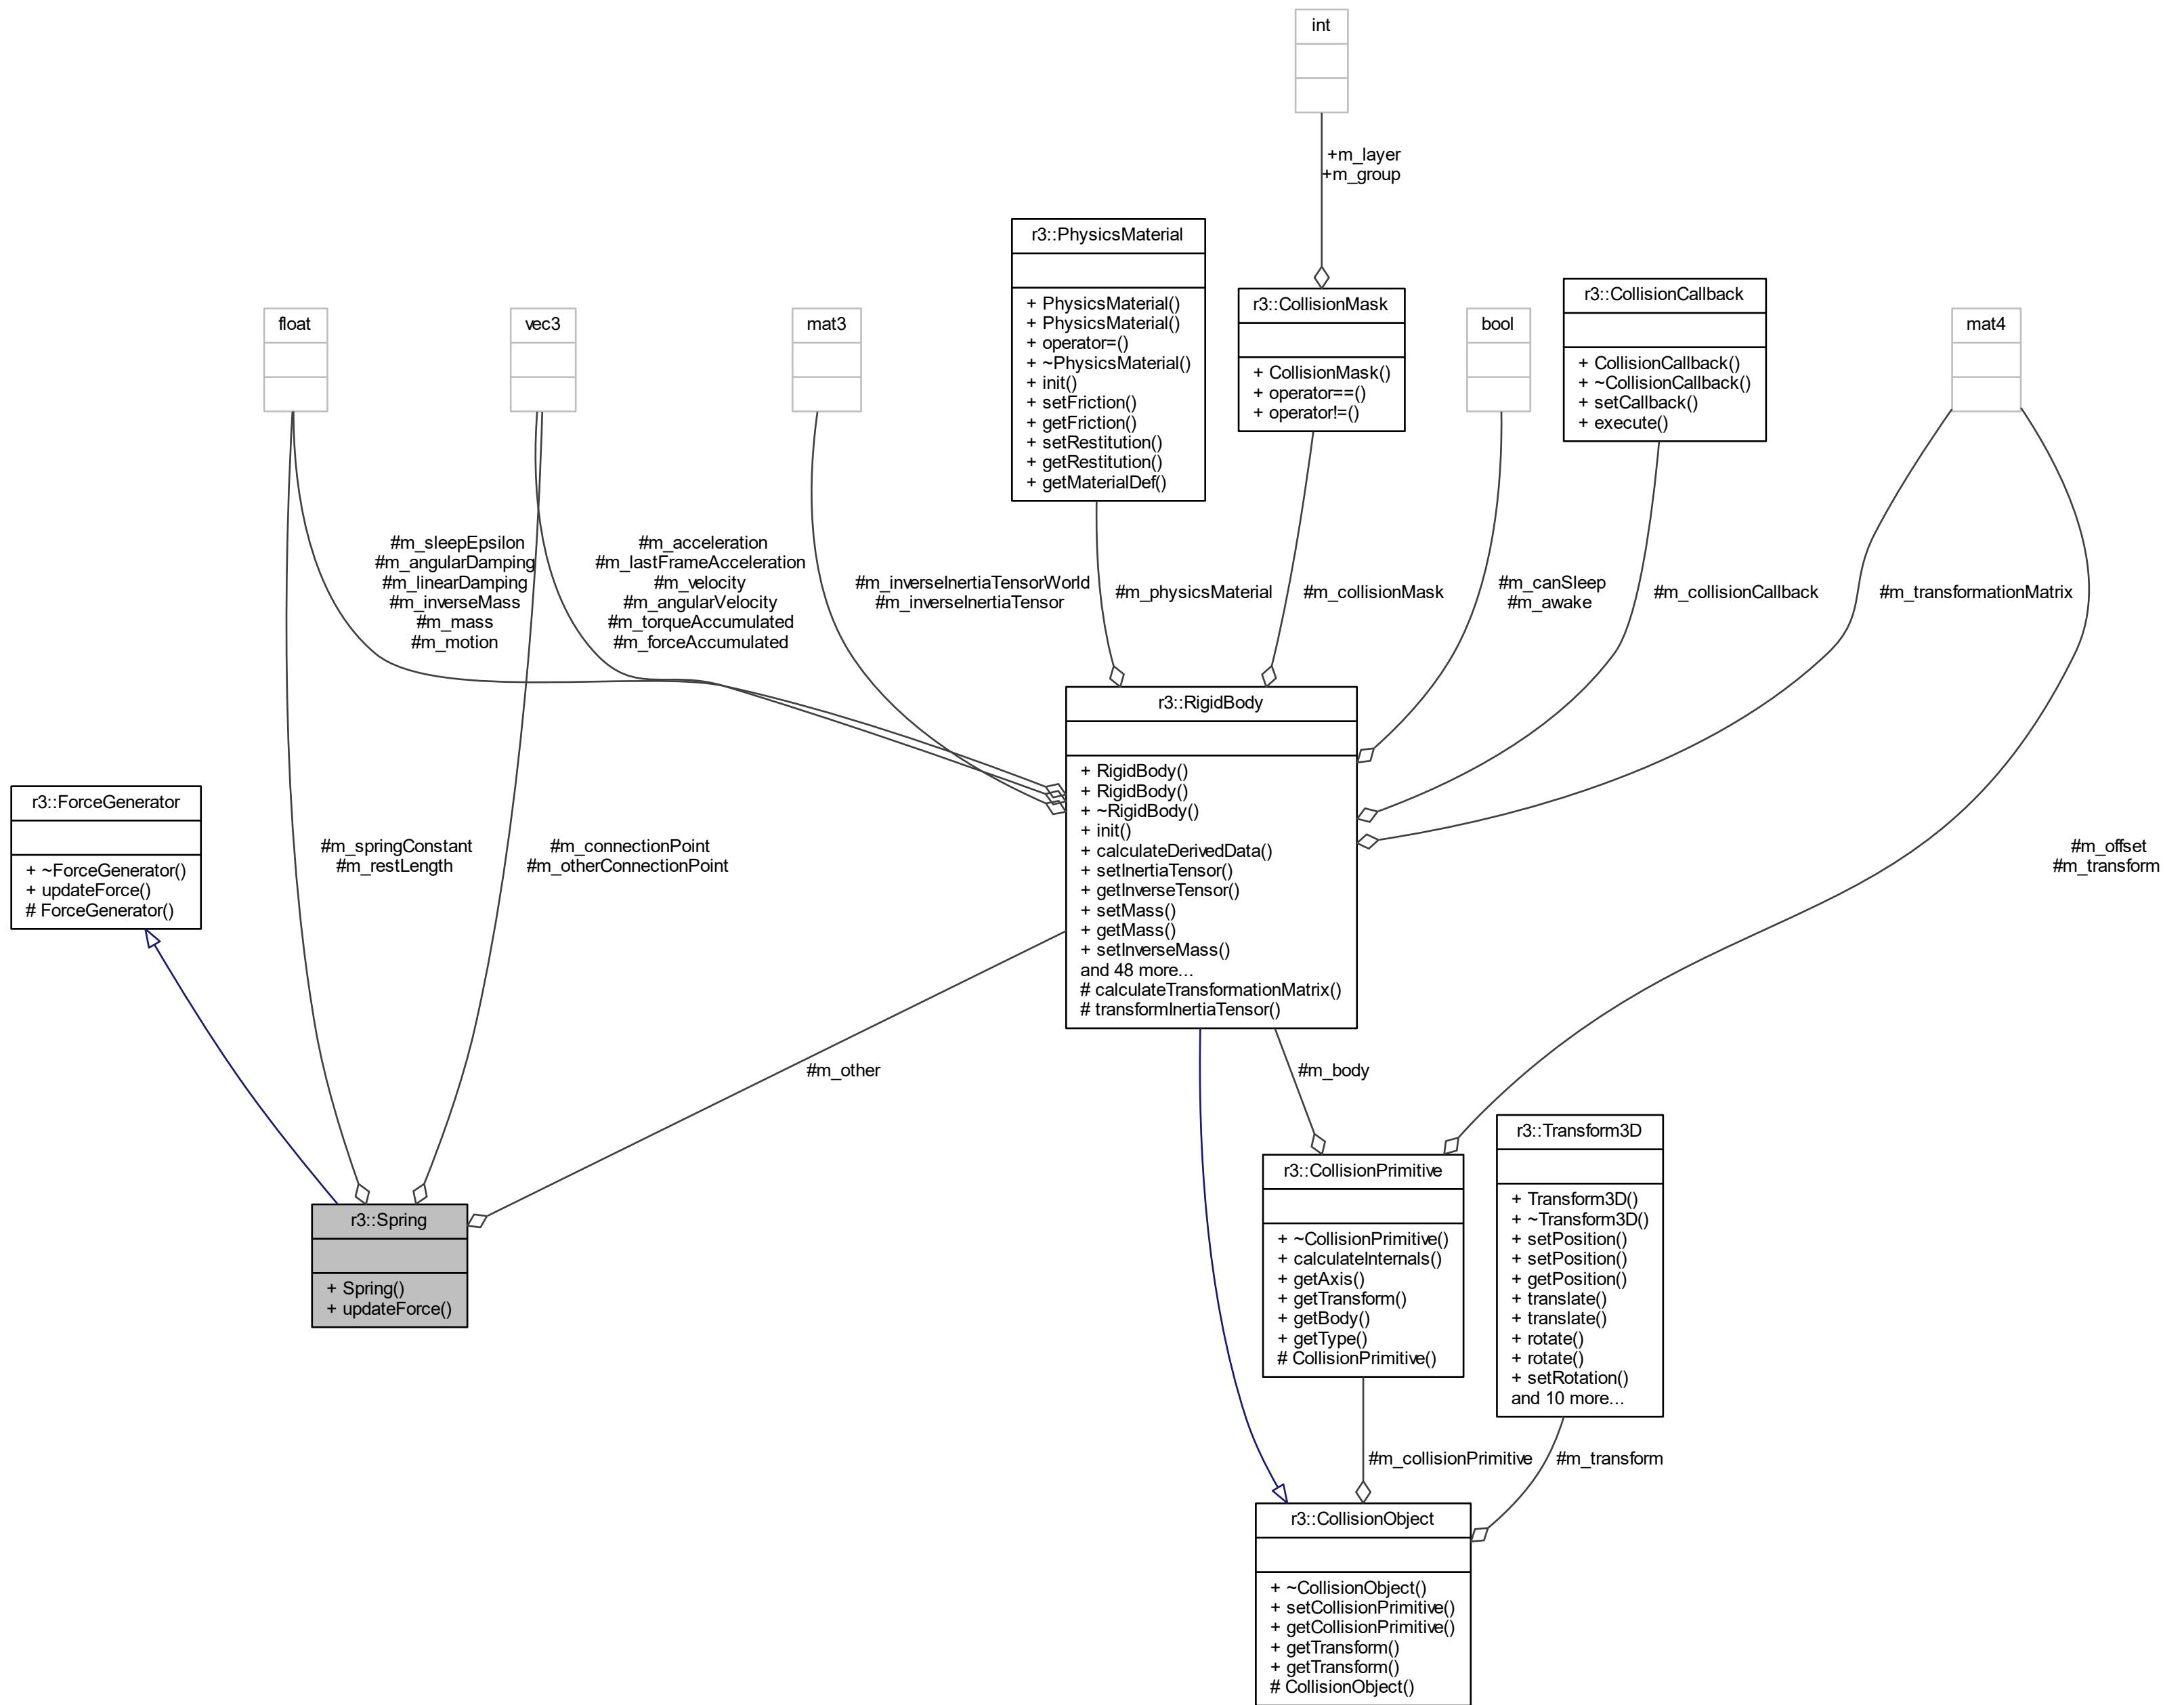 int
+m_layer
+m_group
r3::PhysicsMaterial
+ PhysicsMaterial()
+ PhysicsMaterial()
+ operator=()
+ ~PhysicsMaterial()
+ init()
+ setFriction()
+ getFriction()
+ setRestitution()
+ getRestitution()
+ getMaterialDef()
r3::CollisionMask
+ CollisionMask()
+ operator==()
+ operator!=()
r3::CollisionCallback
+ CollisionCallback()
+ ~CollisionCallback()
+ setCallback()
+ execute()
float
vec3
mat3
bool
mat4
#m_sleepEpsilon
#m_angularDamping
#m_linearDamping
#m_inverseMass
#m_mass
#m_motion
#m_acceleration
#m_lastFrameAcceleration
#m_velocity
#m_angularVelocity
#m_torqueAccumulated
#m_forceAccumulated
#m_inverseInertiaTensorWorld
#m_inverseInertiaTensor
#m_physicsMaterial
#m_collisionMask
#m_canSleep
#m_awake
#m_collisionCallback
#m_transformationMatrix
r3::RigidBody
+ RigidBody()
+ RigidBody()
+ ~RigidBody()
+ init()
+ calculateDerivedData()
+ setInertiaTensor()
+ getInverseTensor()
+ setMass()
+ getMass()
+ setInverseMass()
and 48 more...
# calculateTransformationMatrix()
# transformInertiaTensor()
r3::ForceGenerator
+ ~ForceGenerator()
+ updateForce()
# ForceGenerator()
#m_springConstant
#m_restLength
#m_connectionPoint
#m_otherConnectionPoint
#m_offset
#m_transform
#m_other
#m_body
r3::Spring
+ Spring()
+ updateForce()
r3::CollisionPrimitive
+ ~CollisionPrimitive()
+ calculateInternals()
+ getAxis()
+ getTransform()
+ getBody()
+ getType()
# CollisionPrimitive()
r3::Transform3D
+ Transform3D()
+ ~Transform3D()
+ setPosition()
+ setPosition()
+ getPosition()
+ translate()
+ translate()
+ rotate()
+ rotate()
+ setRotation()
and 10 more...
#m_collisionPrimitive
#m_transform
r3::CollisionObject
+ ~CollisionObject()
+ setCollisionPrimitive()
+ getCollisionPrimitive()
+ getTransform()
+ getTransform()
# CollisionObject()